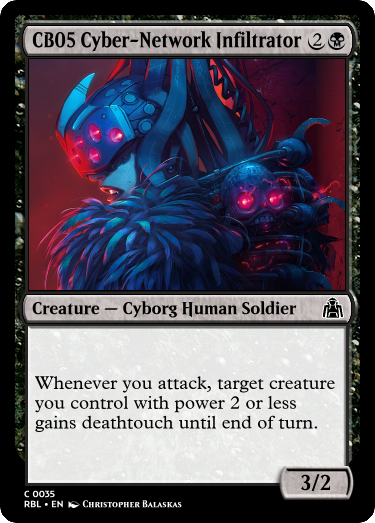 CB05 Cyber-Network Infiltrator 2
Creature — Cyborg Human Soldier
Whenever you attack, target creature
you control with power 2 or less
gains deathtouch until end of turn.
3/2
C 0035
RBL • EN Christopher Balaskas